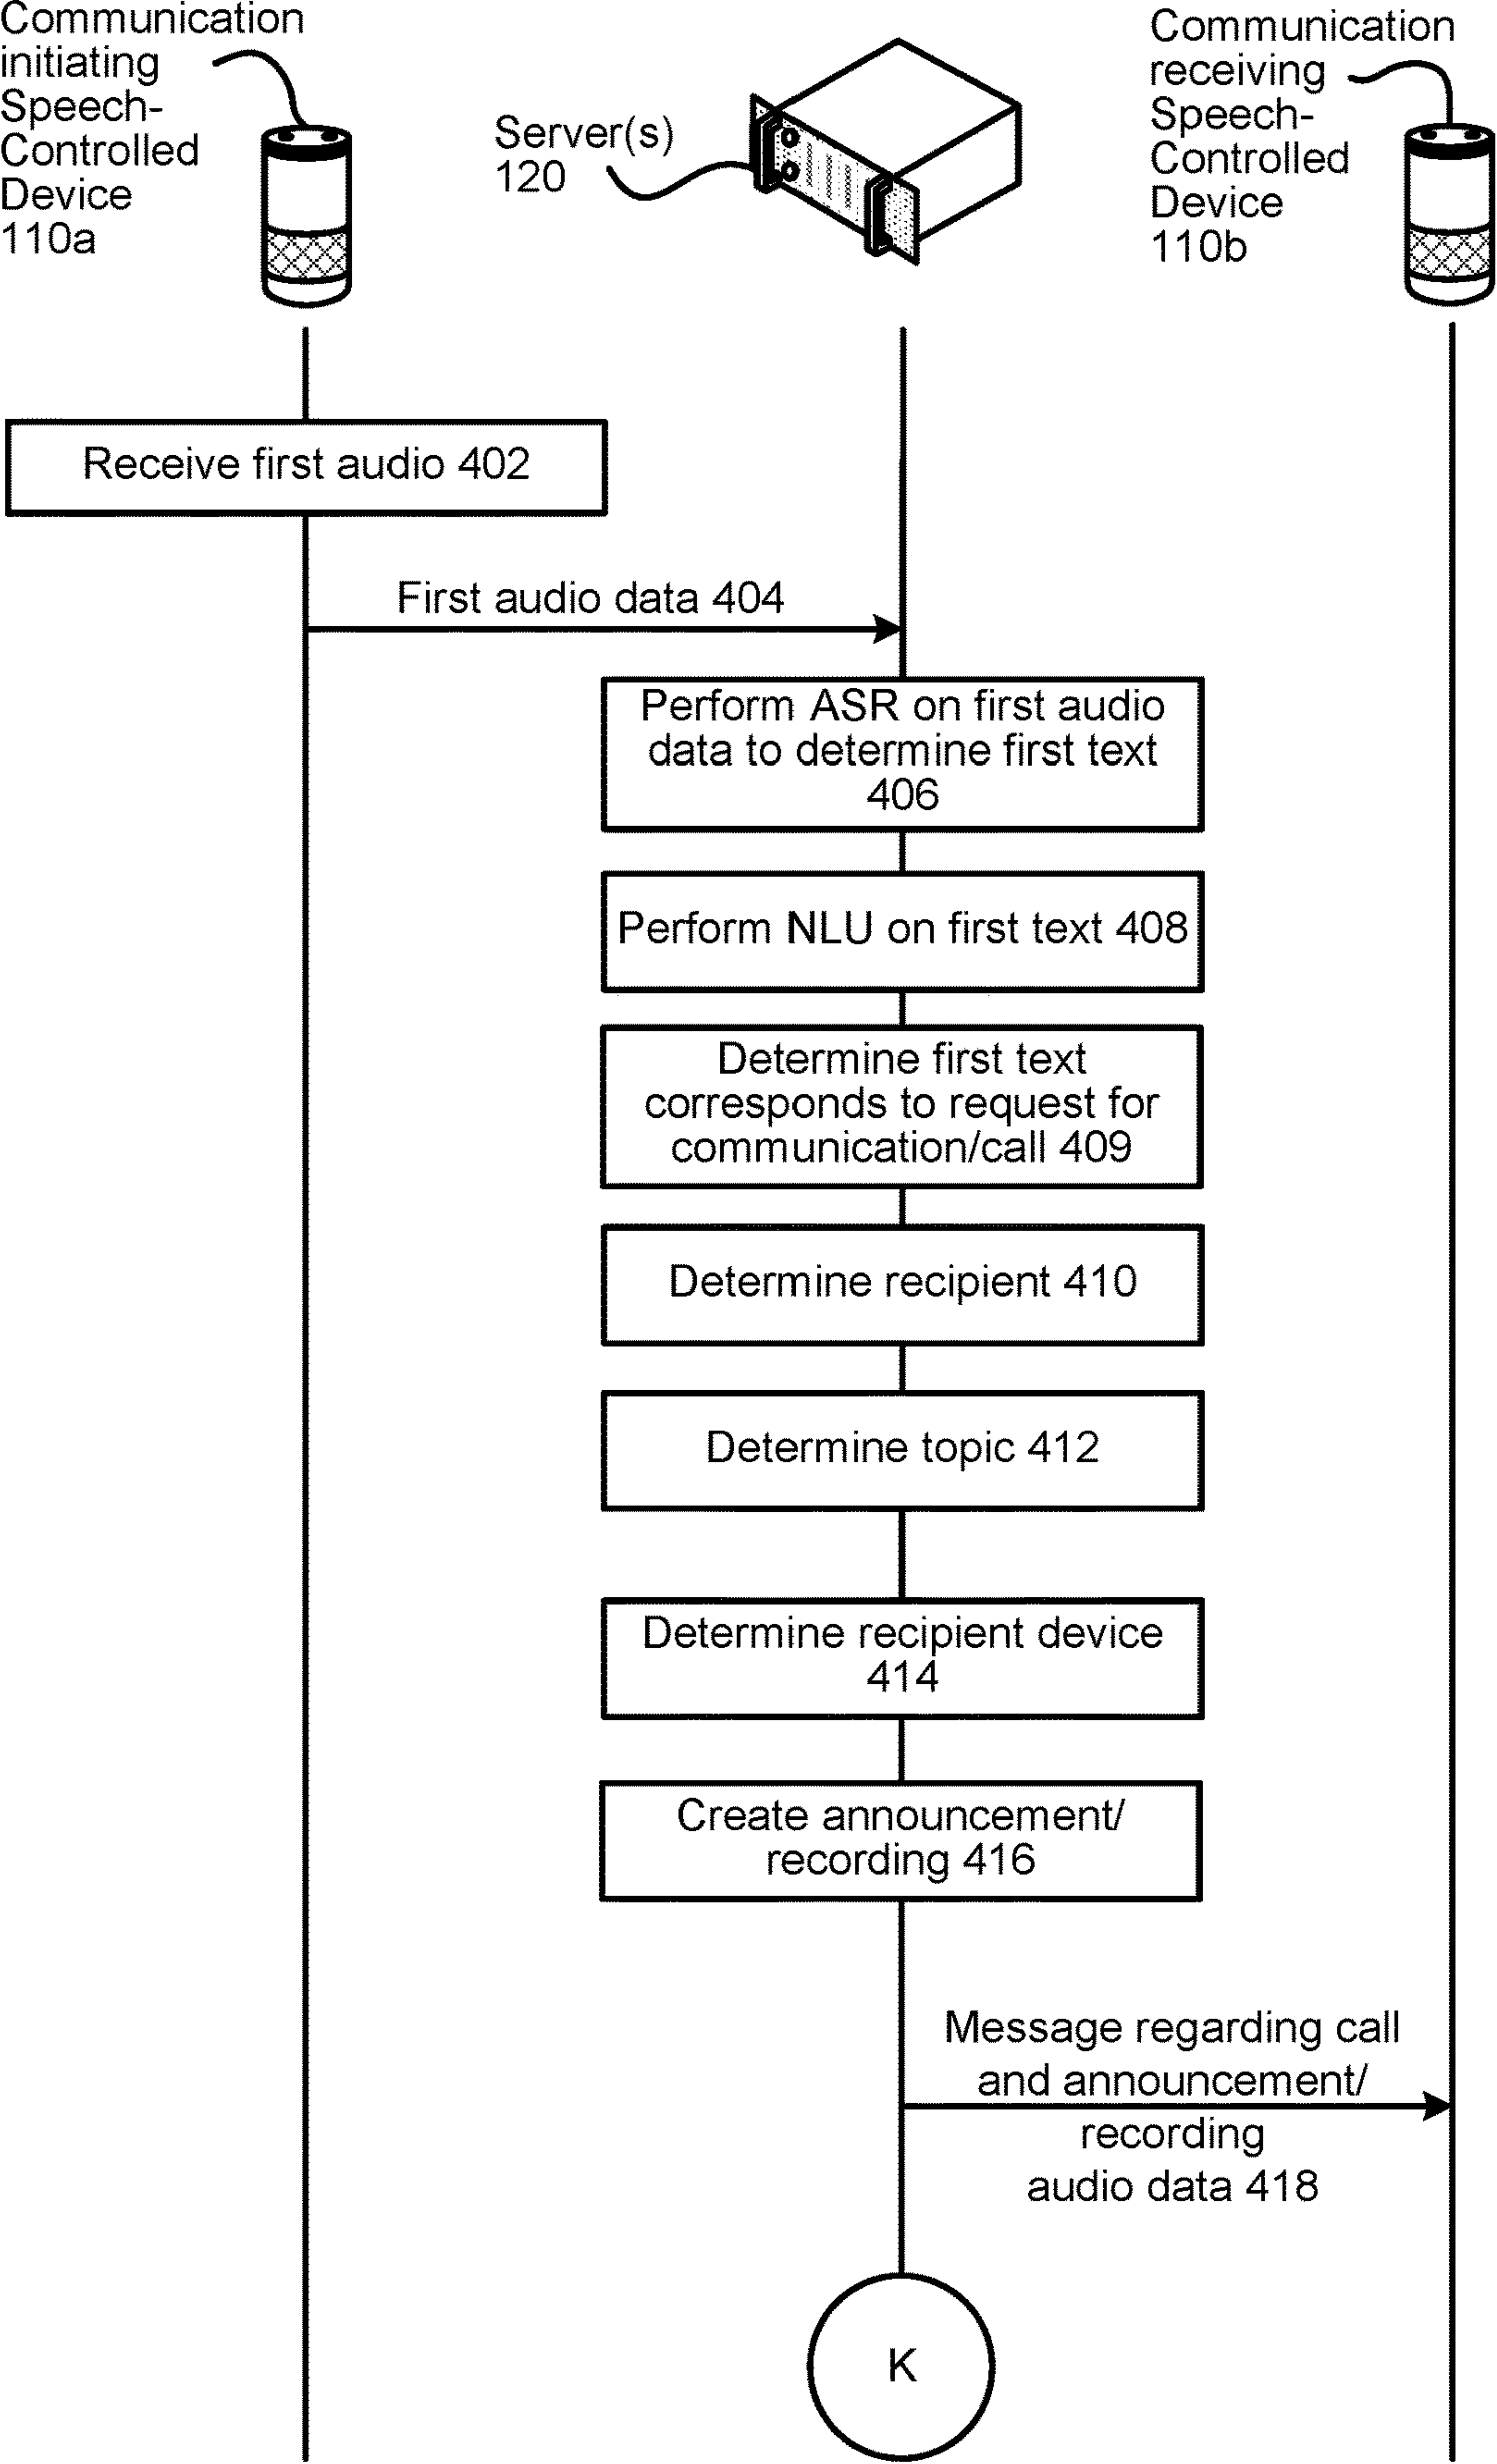 Communication
initiating
Speech-
Controlled
Device
110a
Server(s)
120
Communication
receiving
Speech-
Controlled
Device
110b
Receive first audio 402
First audio data 404
Perform ASR on first audio
data to determine first text
406
Perform NLU on first text 408
Determine first text
corresponds to request for
communication/call 409
Determine recipient 410
Determine topic 412
Determine recipient device
414
Create announcement/
recording 416
Message regarding call
and announcement/
recording
audio data 418
K